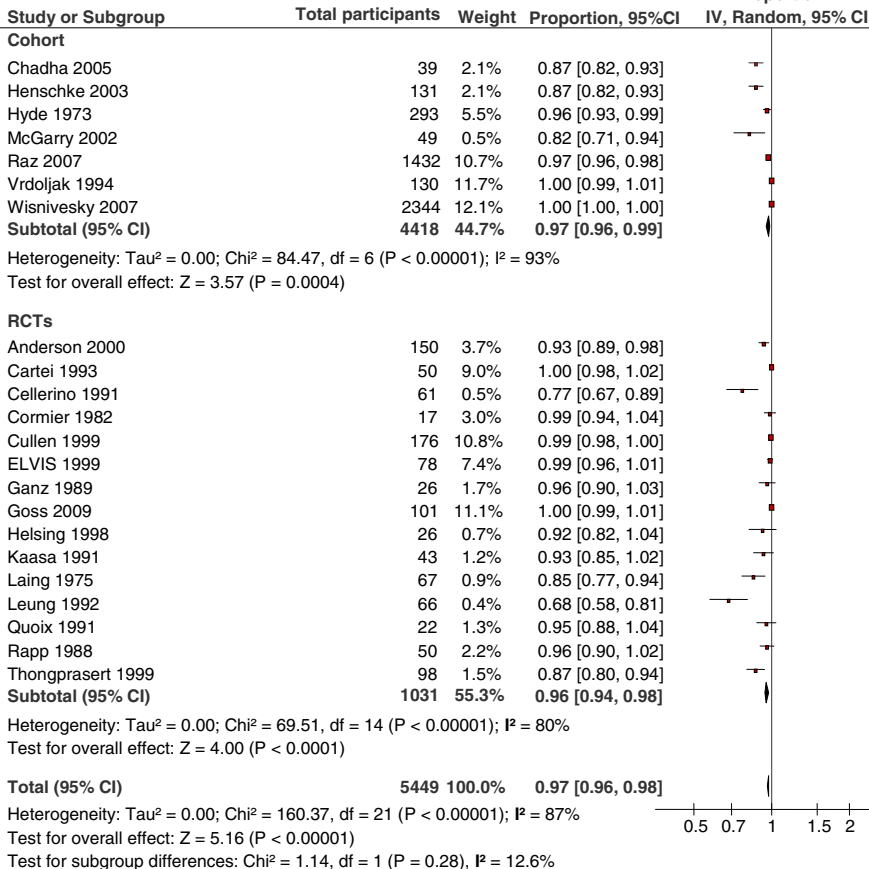 Study or Subgroup Total participants Weight Proportion, 95%CI IV, Random, 95% CI
Cohort
Chadha 2005 39 2.1% 0.87 [0.82, 0.93]
Henschke 2003 131 2.1% 0.87 [0.82, 0.93]
Hyde 1973 293 5.5% 0.96 [0.93, 0.99]
McGarry 2002 49 0.5% 0.82 [0.71, 0.94]
Raz 2007 1432 10.7% 0.97 [0.96, 0.98]
Vrdoljak 1994 130 11.7% 1.00 [0.99, 1.01]
Wisnivesky 2007 2344 12.1% 1.00 [1.00, 1.00]
Subtotal (95% CI) 4418 44.7% 0.97 [0.96, 0.99]
Heterogeneity: Tau² = 0.00; Chi² = 84.47, df = 6 (P < 0.00001); I² = 93%
Test for overall effect: Z = 3.57 (P = 0.0004)
RCTs
Anderson 2000 150 3.7% 0.93 [0.89, 0.98]
Cartei 1993 50 9.0% 1.00 [0.98, 1.02]
Cellerino 1991 61 0.5% 0.77 [0.67, 0.89]
Cormier 1982 17 3.0% 0.99 [0.94, 1.04]
Cullen 1999 176 10.8% 0.99 [0.98, 1.00]
ELVIS 1999 78 7.4% 0.99 [0.96, 1.01]
Ganz 1989 26 1.7% 0.96 [0.90, 1.03]
Goss 2009 101 11.1% 1.00 [0.99, 1.01]
Helsing 1998 26 0.7% 0.92 [0.82, 1.04]
Kaasa 1991 43 1.2% 0.93 [0.85, 1.02]
Laing 1975 67 0.9% 0.85 [0.77, 0.94]
Leung 1992 66 0.4% 0.68 [0.58, 0.81]
Quoix 1991 22 1.3% 0.95 [0.88, 1.04]
Rapp 1988 50 2.2% 0.96 [0.90, 1.02]
Thongprasert 1999 98 1.5% 0.87 [0.80, 0.94]
Subtotal (95% CI) 1031 55.3% 0.96 [0.94, 0.98]
Heterogeneity: Tau² = 0.00; Chi² = 69.51, df = 14 (P < 0.00001); I² = 80%
Test for overall effect: Z = 4.00 (P < 0.0001)
Total (95% CI) 5449 100.0% 0.97 [0.96, 0.98]
Heterogeneity: Tau² = 0.00; Chi² = 160.37, df = 21 (P < 0.00001); I² = 87%
Test for overall effect: Z = 5.16 (P < 0.00001)
Test for subgroup differences: Chi² = 1.14, df = 1 (P = 0.28), I² = 12.6%
0.5 0.7 1 1.5 2